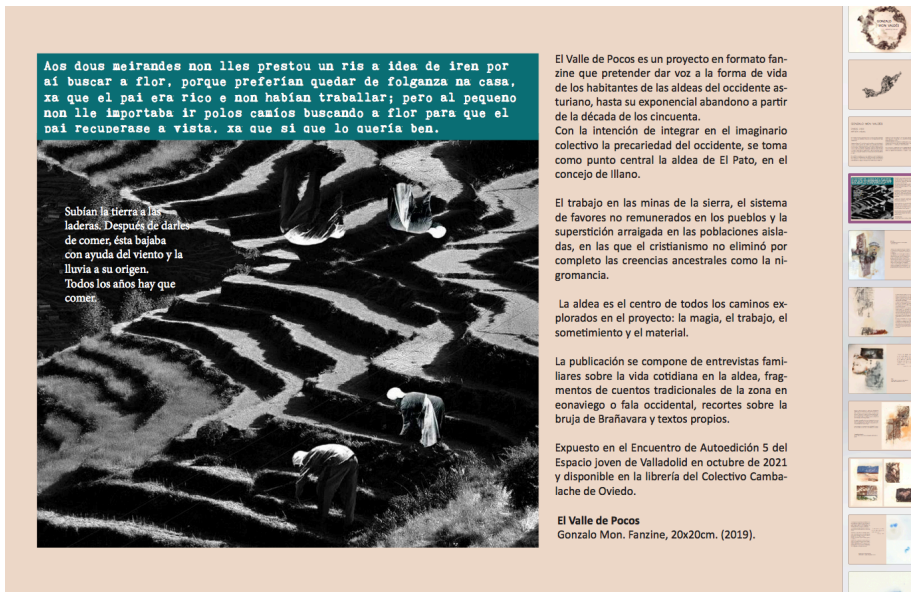 Aos dous meirandes non lles prestou un ris a idea de iren por
aí buscar a flor, porque preferían quedar de folganza na casa,
xa que el pai era rico e non habían traballar; pero al pequeno
non lle importaba ir polos camíos buscando a flor para que el
pai recuperase a vista, xa que si que lo quería ben.
Subían la tierra a las
laderas. Después de darles
de comer, ésta bajaba
con ayuda del viento y la
lluvia a su origen.
Todos los años hay que
comer.
El Valle de Pocos es un proyecto en formato fan-
zine que pretender dar voz a la forma de vida
de los habitantes de las aldeas del occidente as-
turiano, hasta su exponencial abandono a partir
de la década de los cincuenta.
Con la intención de integrar en el imaginario
colectivo la precariedad del occidente, se toma
como punto central la aldea de El Pato, en el
concejo de Illano.
El trabajo en las minas de la sierra, el sistema
de favores no remunerados en los pueblos y la
superstición arraigada en las poblaciones aisla-
das, en las que el cristianismo no eliminó por
completo las creencias ancestrales como la ni-
gromancia.
La aldea es el centro de todos los caminos ex-
plorados en el proyecto: la magia, el trabajo, el
sometimiento y el material.
La publicación se compone de entrevistas fami-
liares sobre la vida cotidiana en la aldea, frag-
mentos de cuentos tradicionales de la zona en
eonaviego o fala occidental, recortes sobre la
bruja de Brañavara y textos propios.
Expuesto en el Encuentro de Autoedición 5 del
Espacio joven de Valladolid en octubre de 2021
y disponible en la librería del Colectivo Camba-
lache de Oviedo.
El Valle de Pocos
Gonzalo Mon. Fanzine, 20x20cm. (2019).
GONZALO
MON VALDÉS